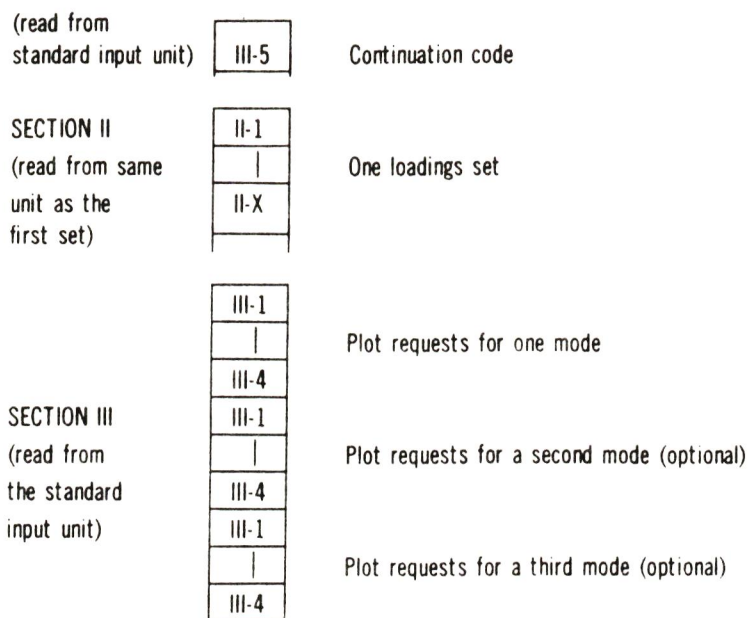 (read from
standard input unit) III-5 Continuation code
SECTION II II-1
(read from same | One loadings set
unit as the II-X
first set)
III-1
| Plot requests for one mode
III-4
SECTION III III-1
(read from | Plot requests for a second mode (optional)
the standard III-4
input unit) III-1
| Plot requests for a third mode (optional)
III-4